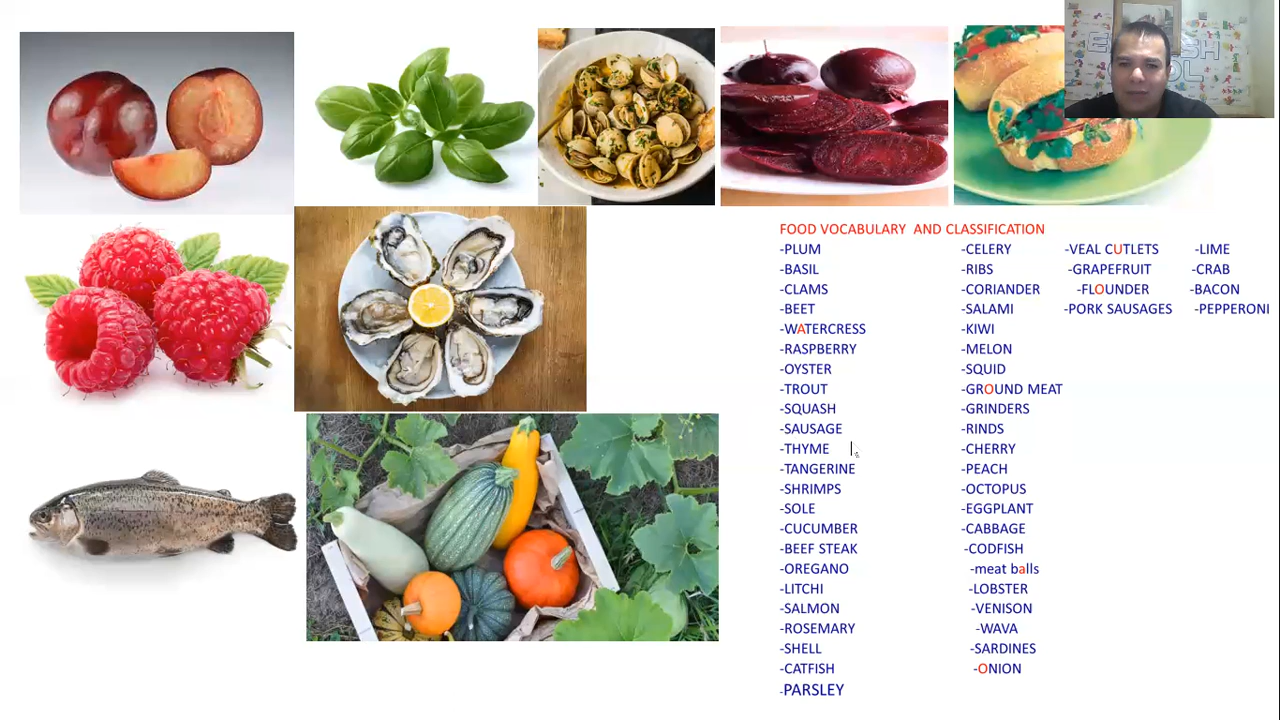 FOOD VOCABULARY AND CLASSIFICATION
-PLUM
-BASIL
-CLAMS
-BEET
-WATERCRESS
-RASPBERRY
-OYSTER
-TROUT
-SQUASH
-SAUSAGE
-THYME
-TANGERINE
-SHRIMPS
-SOLE
-CUCUMBER
-BEEF STEAK
-OREGANO
-LITCHI
-SALMON
-ROSEMARY
-SHELL
-CATFISH
-PARSLEY
-CELERY
-RIBS
-CORIANDER
-SALAMI
-KIWI
-MELON
-SQUID
-GROUND MEAT
-GRINDERS
-RINDS
-CHERRY
-PEACH
-OCTOPUS
-EGGPLANT
-CABBAGE
-CODFISH
-meat balls
-LOBSTER
-VENISON
-WAVA
-SARDINES
-ONION
-VEAL CUTLETS
-GRAPEFRUIT
-FLOUNDER
-PORK SAUSAGES
-LIME
-CRAB
-BACON
-PEPPERONI